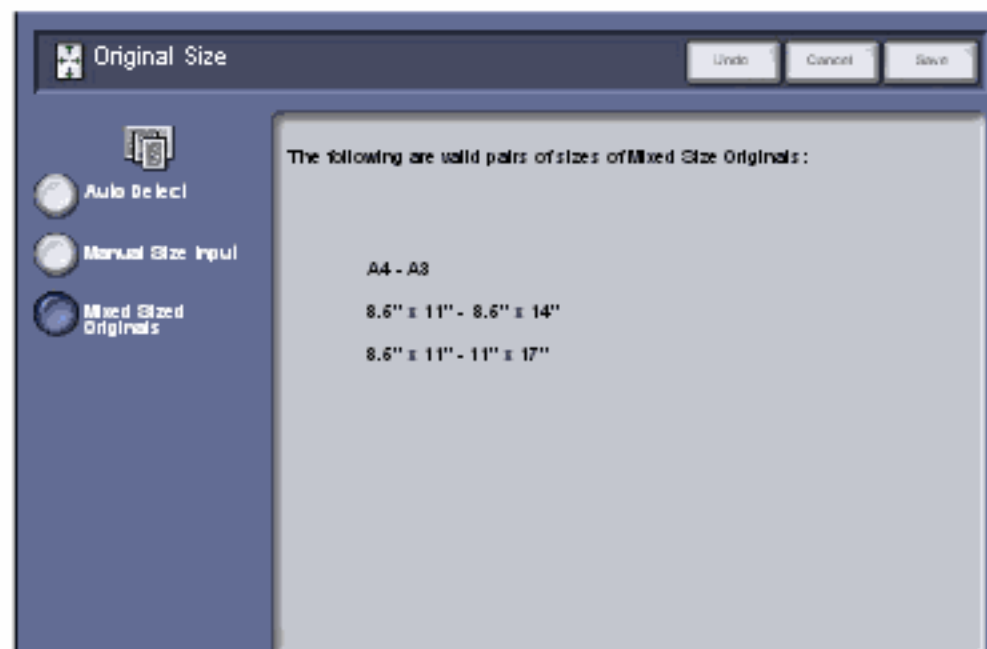 Original Size
Undo
Cancel
Save
Auto Detect
Manual Size Input
Mixed Sized
Originals
The following are valid pairs of sizes of Mixed Size Originals:
A4 - A3
8.5" x 11" - 8.5" x 14"
8.5" x 11" - 11" x 17"